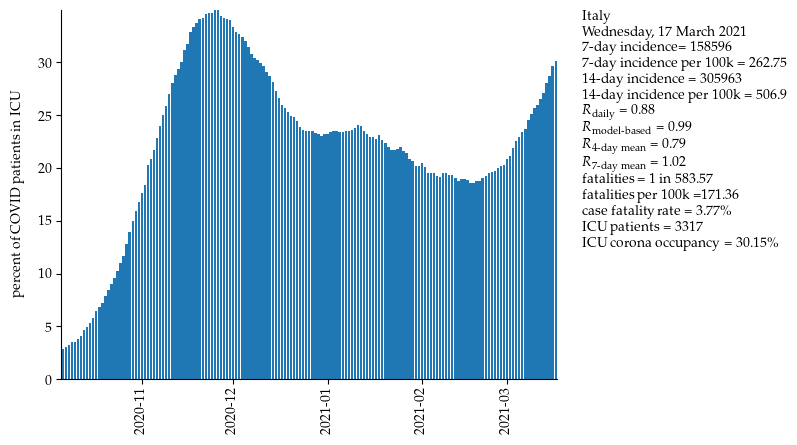 Italy
Wednesday, 17 March 2021
7-day incidence= 158596
7-day incidence per 100k = 262.75
14-day incidence = 305963
14-day incidence per 100k = 506.9
R_daily = 0.88
R_model-based = 0.99
R_4-day mean = 0.79
R_7-day mean = 1.02
fatalities = 1 in 583.57
fatalities per 100k =171.36
case fatality rate = 3.77%
ICU patients = 3317
ICU corona occupancy = 30.15%
percent of COVID patients in ICU
30
25
20
15
10
5
0
2020-11
2020-12
2021-01
2021-02
2021-03